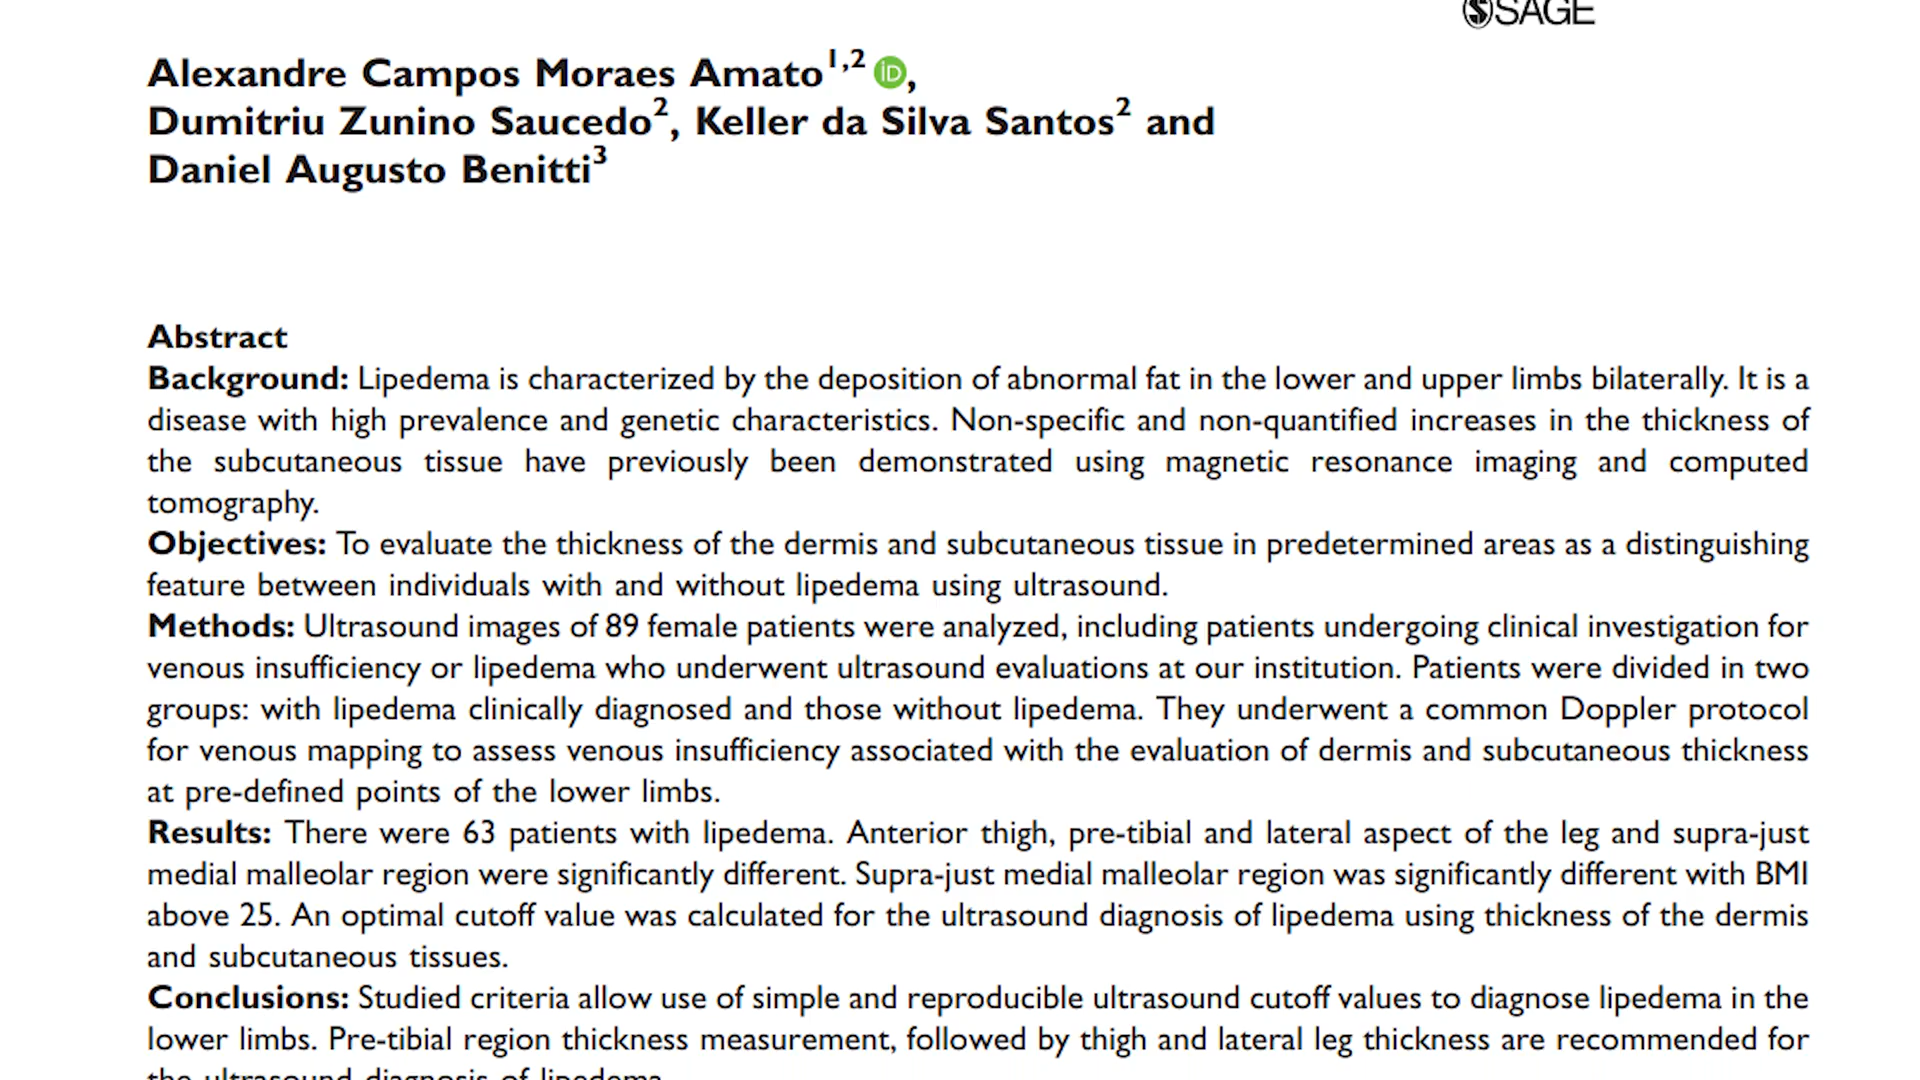 SAGE
Alexandre Campos Moraes Amato1,2 iD,
Dumitriu Zunino Saucedo2, Keller da Silva Santos2 and
Daniel Augusto Benitti3
Abstract
Background: Lipedema is characterized by the deposition of abnormal fat in the lower and upper limbs bilaterally. It is a
disease with high prevalence and genetic characteristics. Non-specific and non-quantified increases in the thickness of
the subcutaneous tissue have previously been demonstrated using magnetic resonance imaging and computed
tomography.
Objectives: To evaluate the thickness of the dermis and subcutaneous tissue in predetermined areas as a distinguishing
feature between individuals with and without lipedema using ultrasound.
Methods: Ultrasound images of 89 female patients were analyzed, including patients undergoing clinical investigation for
venous insufficiency or lipedema who underwent ultrasound evaluations at our institution. Patients were divided in two
groups: with lipedema clinically diagnosed and those without lipedema. They underwent a common Doppler protocol
for venous mapping to assess venous insufficiency associated with the evaluation of dermis and subcutaneous thickness
at pre-defined points of the lower limbs.
Results: There were 63 patients with lipedema. Anterior thigh, pre-tibial and lateral aspect of the leg and supra-just
medial malleolar region were significantly different. Supra-just medial malleolar region was significantly different with BMI
above 25. An optimal cutoff value was calculated for the ultrasound diagnosis of lipedema using thickness of the dermis
and subcutaneous tissues.
Conclusions: Studied criteria allow use of simple and reproducible ultrasound cutoff values to diagnose lipedema in the
lower limbs. Pre-tibial region thickness measurement, followed by thigh and lateral leg thickness are recommended for
the ultrasound diagnosis of lipedema.